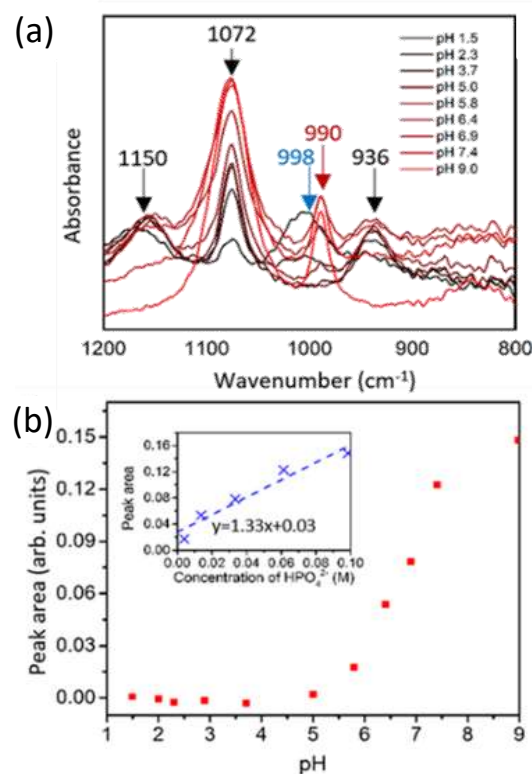 (a)
1072
1150
998
990
936
pH 1.5
pH 2.3
pH 3.7
pH 5.0
pH 5.8
pH 6.4
pH 6.9
pH 7.4
pH 9.0
Absorbance
1200 1100 1000 900 800
Wavenumber (cm⁻¹)
(b)
0.15
0.12
0.09
0.06
0.03
0.00
Peak area (arb. units)
0.16
0.12
0.08
0.04
0.00
Peak area
y=1.33x+0.03
0.00 0.02 0.04 0.06 0.08 0.10
Concentration of HPO₄²⁻ (M)
1 2 3 4 5 6 7 8 9
pH